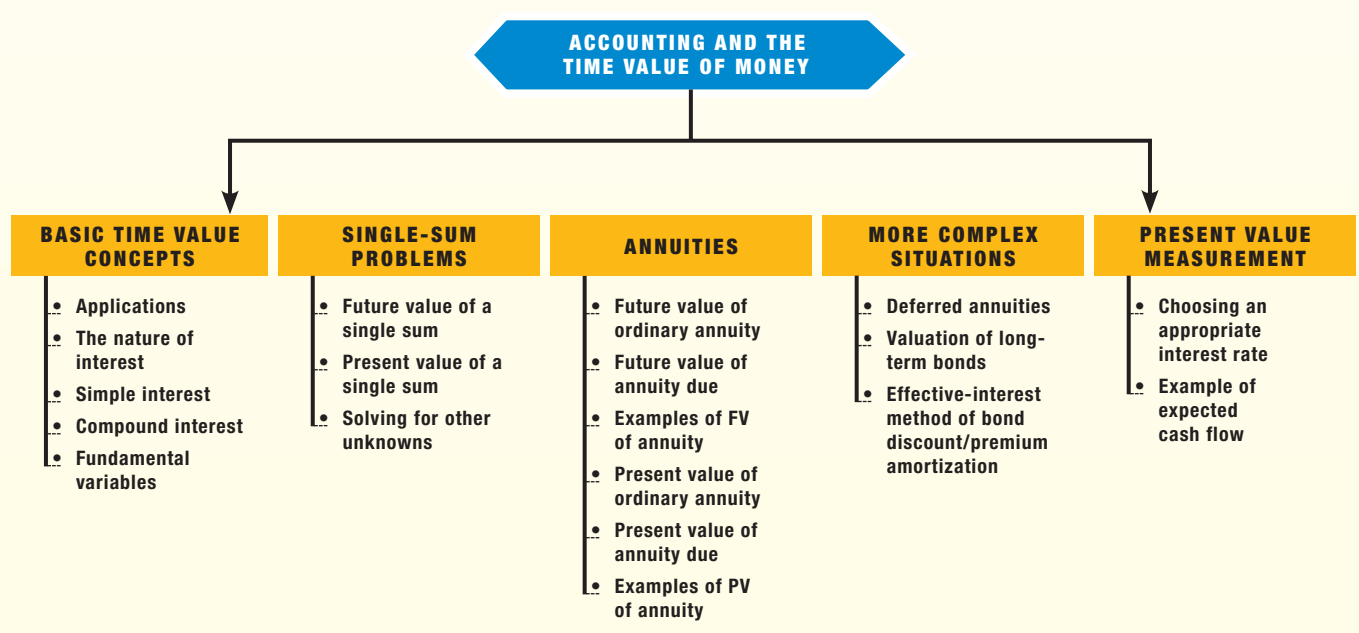 ACCOUNTING AND THE
TIME VALUE OF MONEY
BASIC TIME VALUE
CONCEPTS
• Applications
• The nature of
interest
• Simple interest
• Compound interest
• Fundamental
variables
SINGLE-SUM
PROBLEMS
• Future value of a
single sum
• Present value of a
single sum
• Solving for other
unknowns
ANNUITIES
• Future value of
ordinary annuity
• Future value of
annuity due
• Examples of FV
of annuity
• Present value of
ordinary annuity
• Present value of
annuity due
• Examples of PV
of annuity
MORE COMPLEX
SITUATIONS
• Deferred annuities
• Valuation of long-
term bonds
• Effective-interest
method of bond
discount/premium
amortization
PRESENT VALUE
MEASUREMENT
• Choosing an
appropriate
interest rate
• Example of
expected
cash flow